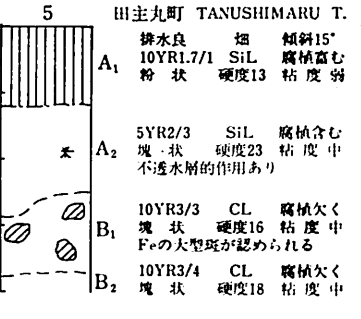 5 田主丸町 TANUSHIMARU T.
排水良 畑 傾斜15°
A₁ 10YR1.7/1 SiL 腐植富む
粉状 硬度13 粘度弱
5YR2/3 SiL 腐植含む
A₂ 塊状 硬度23 粘度中
不透水層的作用あり
10YR3/3 CL 腐植欠く
B₁ 塊状 硬度16 粘度中
Feの大型斑が認められる
10YR3/4 CL 腐植欠く
B₂ 塊状 硬度18 粘度中